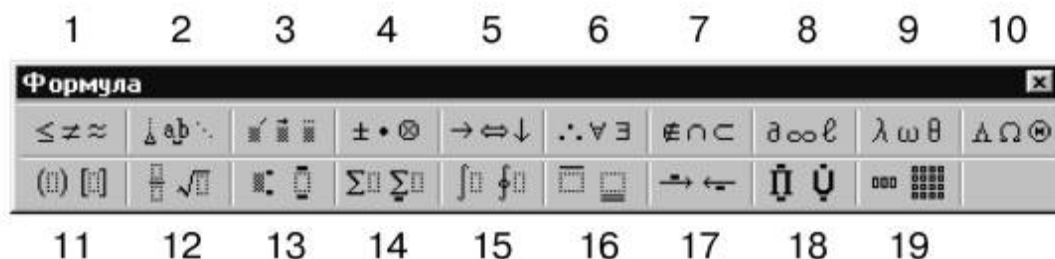 1 2 3 4 5 6 7 8 9 10
Формула
≤ ≠ ≈ ạb ⋱ ± • ⊗ → ⇔ ↓ ∴ ∀ ∃ ∉ ∩ ⊂ ∂ ∞ ℓ λ ω θ Λ Ω Θ
(▯) [▯] √▯ Σ▯ Σ▯ ∫▯ ∮▯ → ← Π Ụ
11 12 13 14 15 16 17 18 19